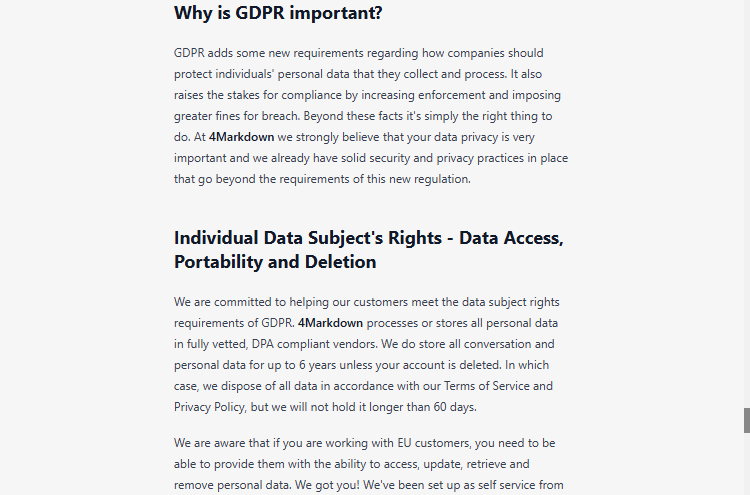 Why is GDPR important?
GDPR adds some new requirements regarding how companies should
protect individuals' personal data that they collect and process. It also
raises the stakes for compliance by increasing enforcement and imposing
greater fines for breach. Beyond these facts it's simply the right thing to
do. At 4Markdown we strongly believe that your data privacy is very
important and we already have solid security and privacy practices in place
that go beyond the requirements of this new regulation.
Individual Data Subject's Rights - Data Access,
Portability and Deletion
We are committed to helping our customers meet the data subject rights
requirements of GDPR. 4Markdown processes or stores all personal data
in fully vetted, DPA compliant vendors. We do store all conversation and
personal data for up to 6 years unless your account is deleted. In which
case, we dispose of all data in accordance with our Terms of Service and
Privacy Policy, but we will not hold it longer than 60 days.
We are aware that if you are working with EU customers, you need to be
able to provide them with the ability to access, update, retrieve and
remove personal data. We got you! We've been set up as self service from